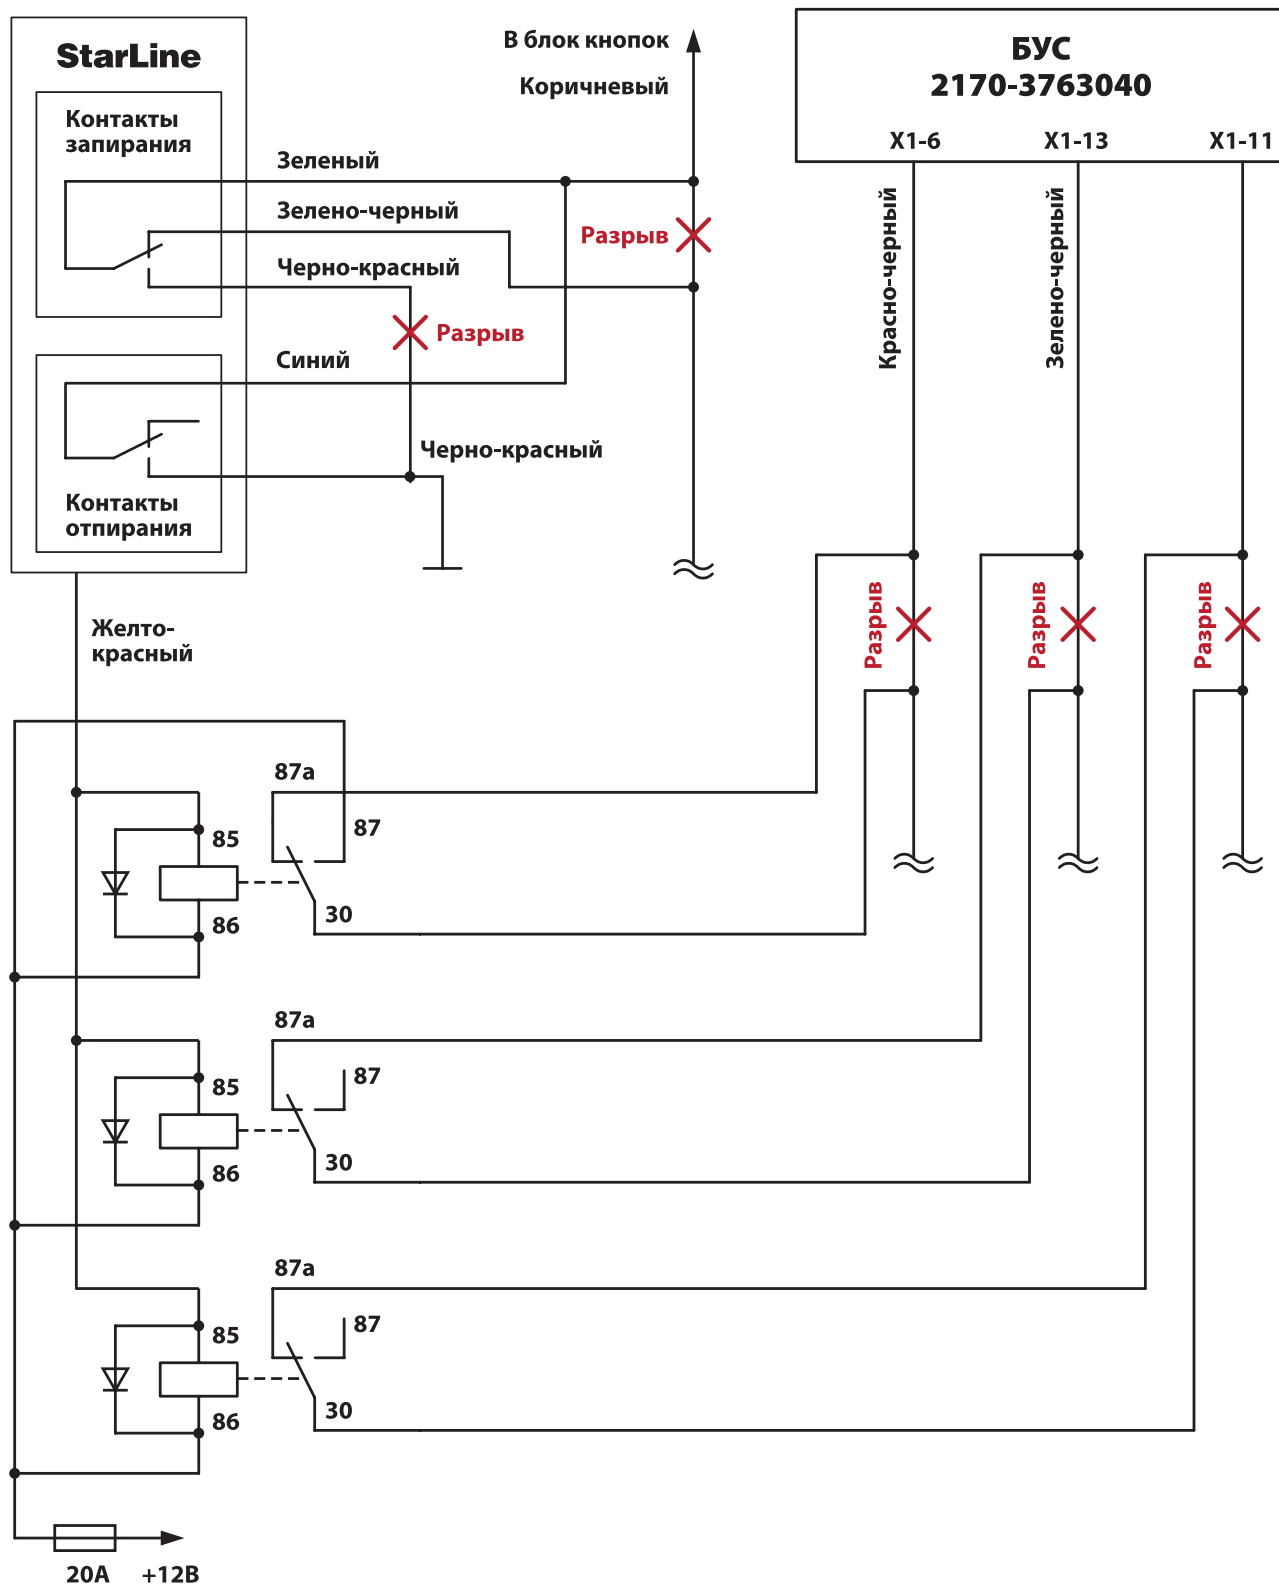 StarLine
Контакты
запирания
Зеленый
Зелено-черный
Черно-красный
Разрыв
Синий
Черно-красный
Контакты
отпирания
В блок кнопок
Коричневый
Разрыв
БУС
2170-3763040
X1-6
X1-13
X1-11
Красно-черный
Зелено-черный
Разрыв
Разрыв
Разрыв
Желто-
красный
87a
87
85
86
30
87a
87
85
86
30
87a
87
85
86
30
20А
+12В